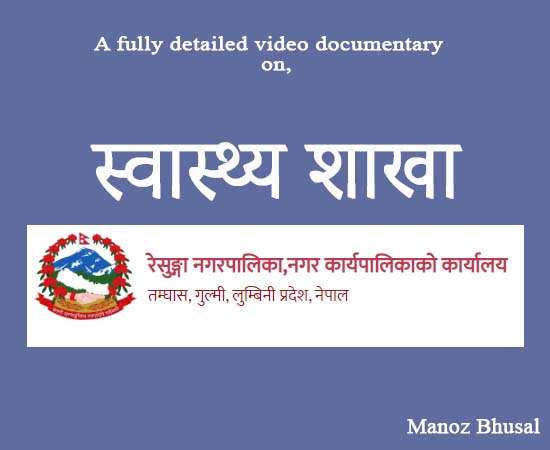 A fully detailed video documentary
on,
स्वास्थ्य शाखा
रेसुङ्गा नगरपालिका,नगर कार्यपालिकाको कार्यालय
तम्घास, गुल्मी, लुम्बिनी प्रदेश, नेपाल
Manoz Bhusal